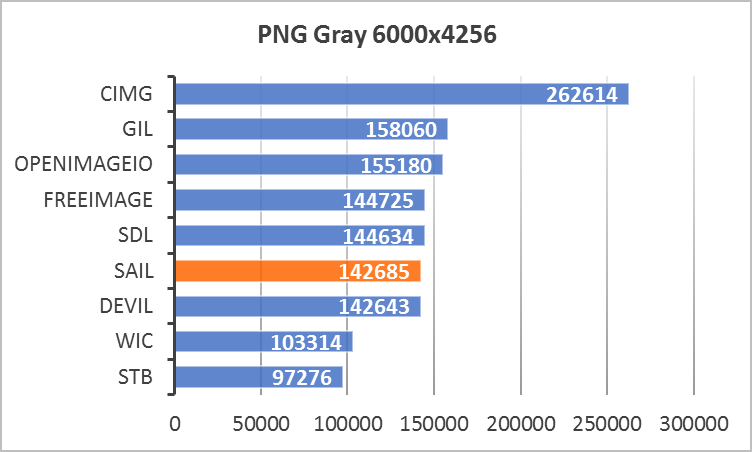 PNG Gray 6000x4256
CIMG 262614
GIL 158060
OPENIMAGEIO 155180
FREEIMAGE 144725
SDL 144634
SAIL 142685
DEVIL 142643
WIC 103314
STB 97276
0 50000 100000 150000 200000 250000 300000